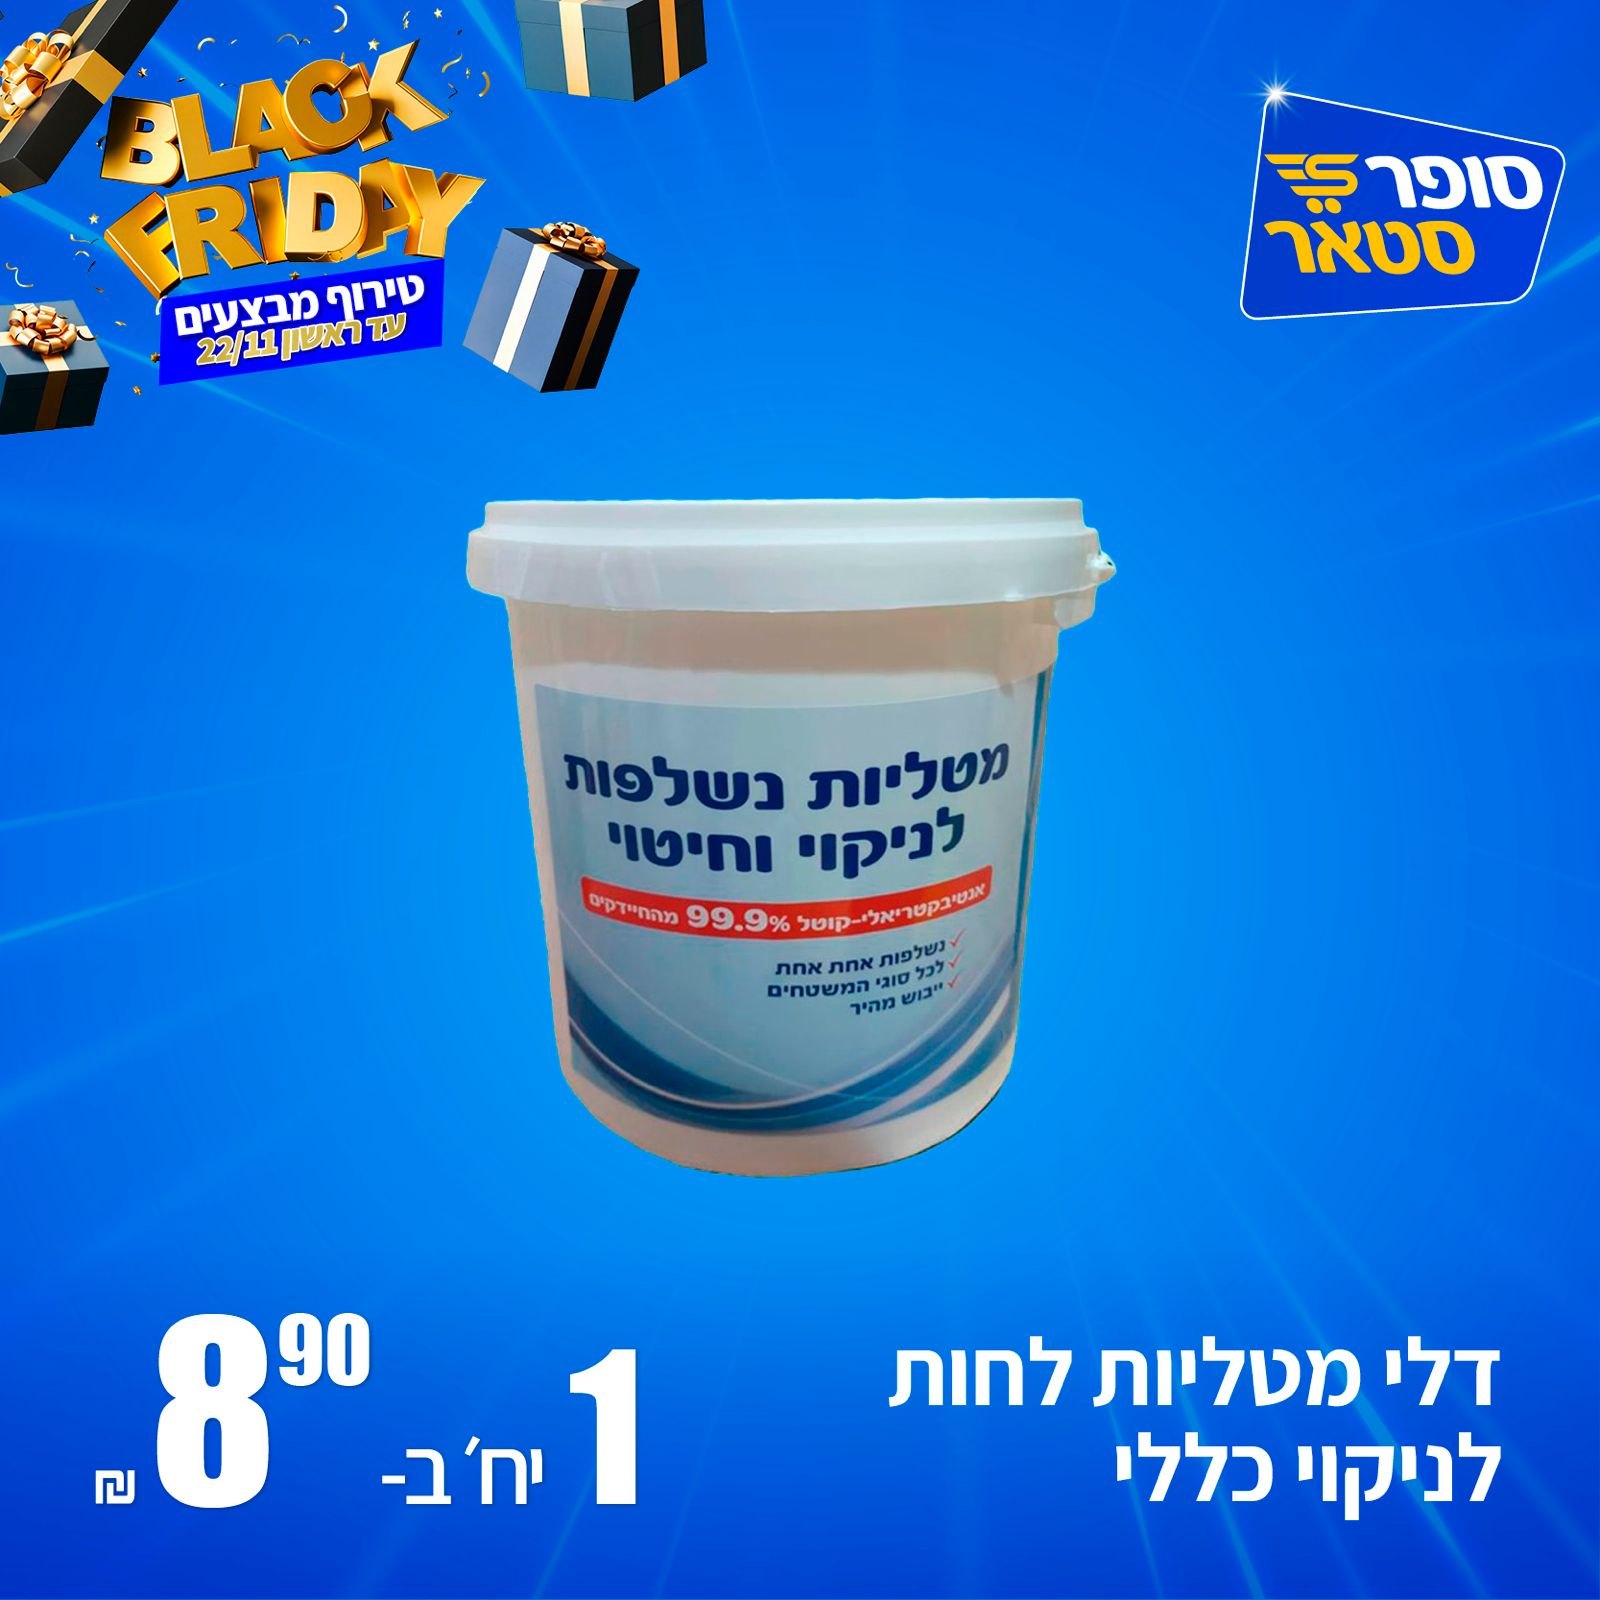 BLACK
FRIDAY
טירוף מבצעים
עד ראשון 22/11
סופר
סטאר
מטליות נשלפות
לניקוי וחיטוי
אנטיבקטריאלי-קוטל 99.9% מהחיידקים
נשלפות אחת אחת
לכל סוגי המשטחים
ייבוש מהיר
דלי מטליות לחות
לניקוי כללי
1 יח' ב- 8.90 ₪